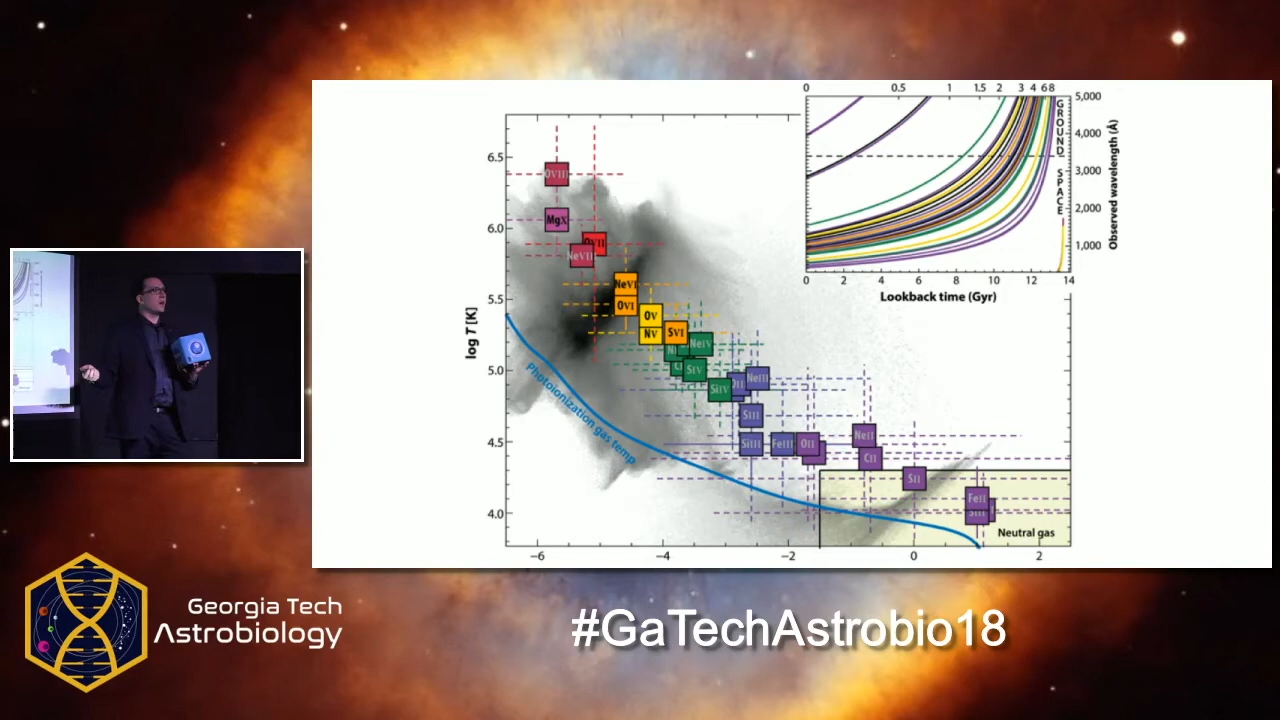 0 0.5 1 1.5 2 3 4 6 8
5,000
4,000
3,000
2,000
1,000
Observed wavelength (Å)
GROUND
SPACE
0 2 4 6 8 10 12 14
Lookback time (Gyr)
log T [K]
6.5
6.0
5.5
5.0
4.5
4.0
OVIII
MgX
OVII
NeVIII
NeVI
OVI
OV
NV
SVI
NeIV
SIV
SiIV
NeIII
SIII
SiIII
FeIII
OII
NeII
CII
SII
FeII
Photoionization gas temp
Neutral gas
−6 −4 −2 0 2
Georgia Tech
Astrobiology
#GaTechAstrobio18